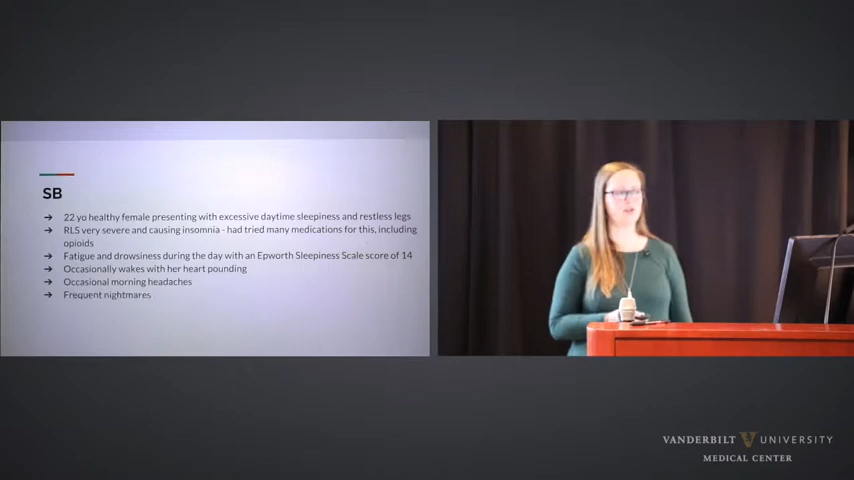 SB
➔ 22 yo healthy female presenting with excessive daytime sleepiness and restless legs
➔ RLS very severe and causing insomnia - had tried many medications for this, including
opioids
➔ Fatigue and drowsiness during the day with an Epworth Sleepiness Scale score of 14
➔ Occasionally wakes with her heart pounding
➔ Occasional morning headaches
➔ Frequent nightmares
VANDERBILT V UNIVERSITY
MEDICAL CENTER